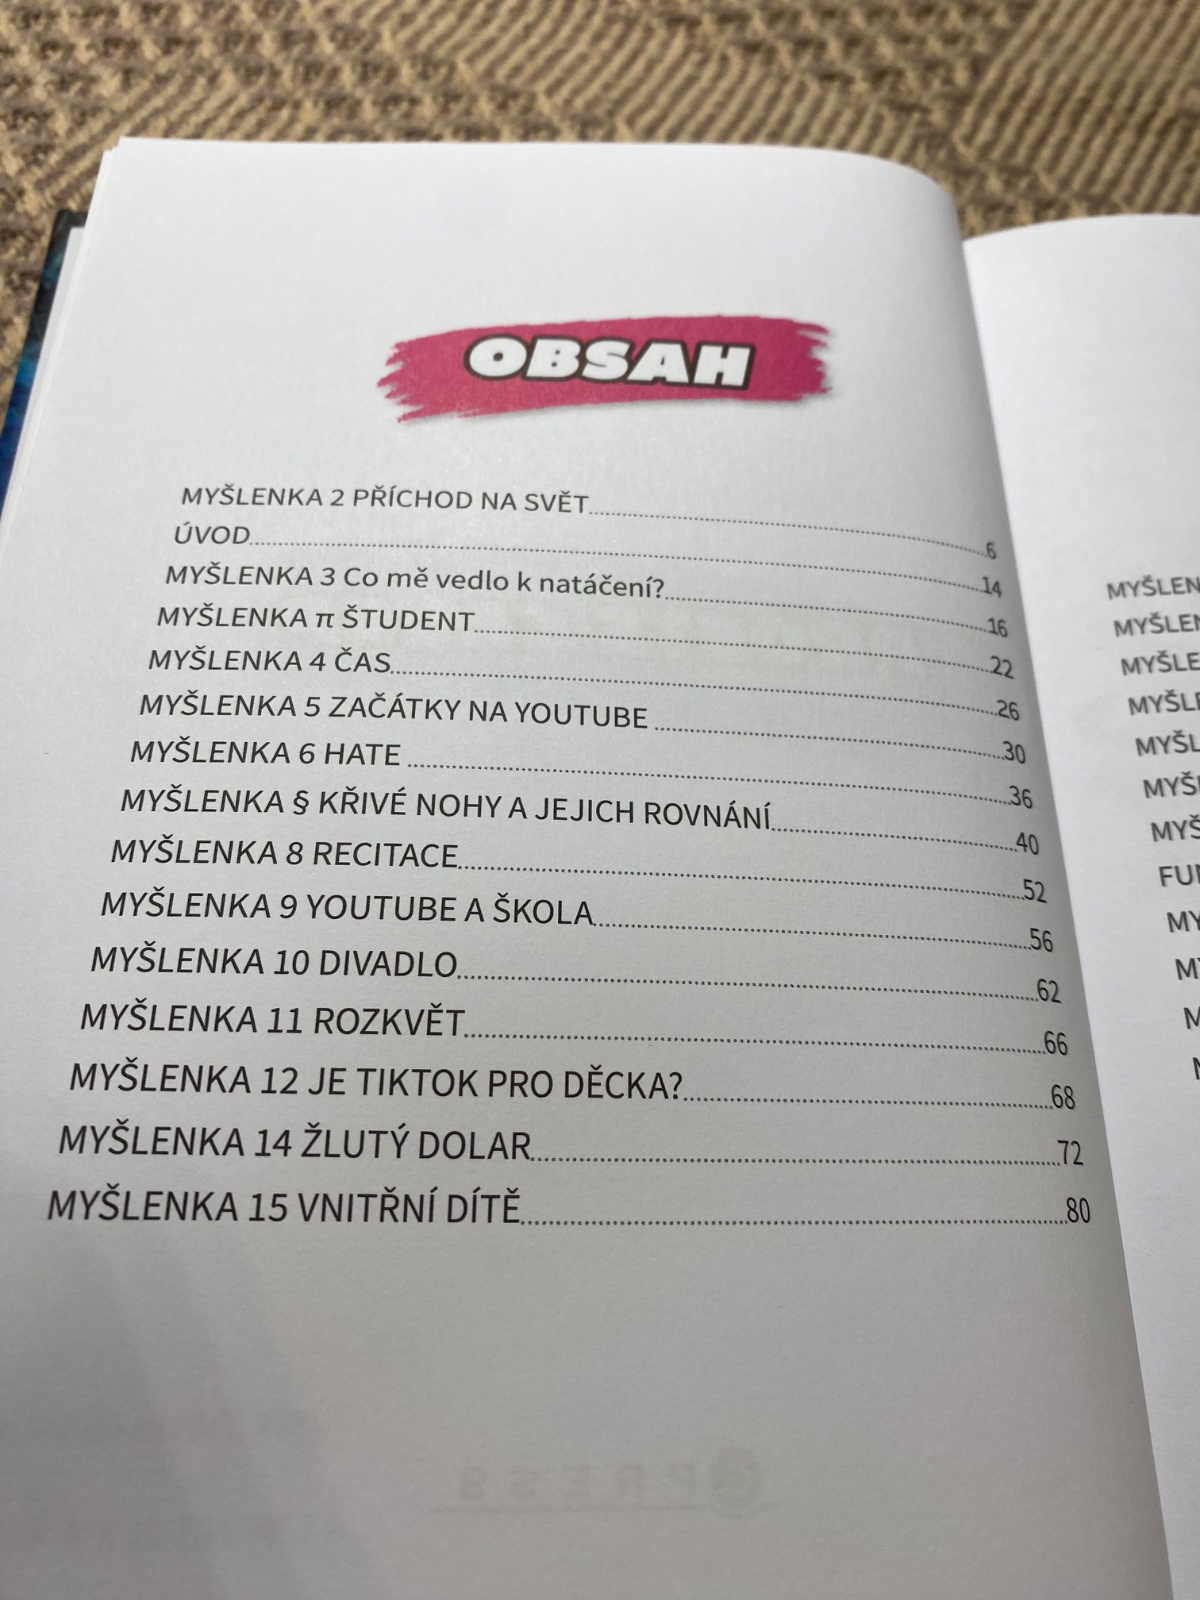 OBSAH
MYŠLENKA 2 PŘÍCHOD NA SVĚT 6
ÚVOD 14
MYŠLENKA 3 Co mě vedlo k natáčení? 16
MYŠLENKA π ŠTUDENT 22
MYŠLENKA 4 ČAS 26
MYŠLENKA 5 ZAČÁTKY NA YOUTUBE 30
MYŠLENKA 6 HATE 36
MYŠLENKA § KŘIVÉ NOHY A JEJICH ROVNÁNÍ 40
MYŠLENKA 8 RECITACE 52
MYŠLENKA 9 YOUTUBE A ŠKOLA 56
MYŠLENKA 10 DIVADLO 62
MYŠLENKA 11 ROZKVĚT 66
MYŠLENKA 12 JE TIKTOK PRO DĚCKA? 68
MYŠLENKA 14 ŽLUTÝ DOLAR 72
MYŠLENKA 15 VNITŘNÍ DÍTĚ 80